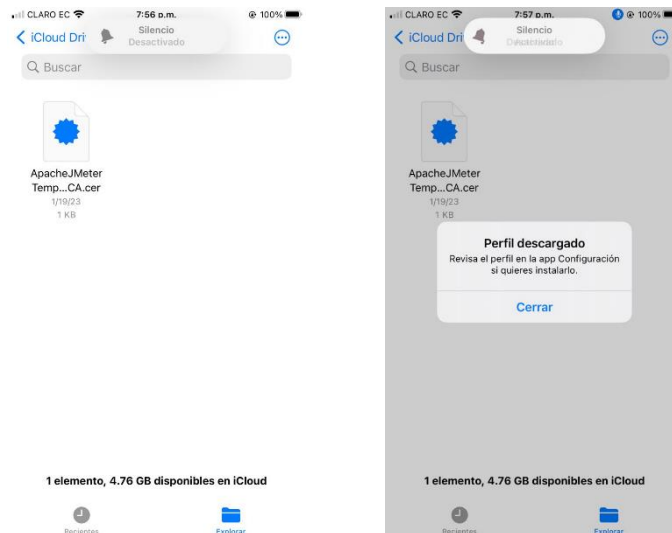 CLARO EC
7:56 p.m.
100%
iCloud Dri
Silencio
Desactivado
Buscar
ApacheJMeter
Temp...CA.cer
1/19/23
1 KB
1 elemento, 4.76 GB disponibles en iCloud
Recientes
Explorar
CLARO EC
7:57 p.m.
100%
iCloud Dri
Silencio
Buscar
ApacheJMeter
Temp...CA.cer
1/19/23
1 KB
Perfil descargado
Revisa el perfil en la app Configuración
si quieres instalarlo.
Cerrar
1 elemento, 4.76 GB disponibles en iCloud
Recientes
Explorar